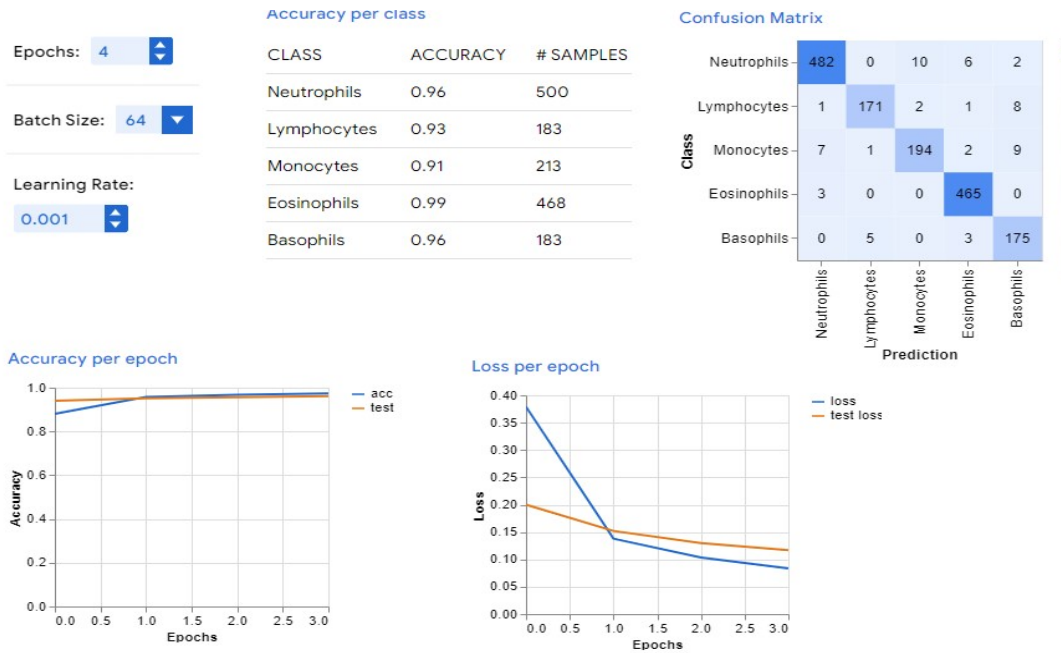 Epochs: 4
Batch Size: 64
Learning Rate:
0.001
Accuracy per class
CLASS ACCURACY # SAMPLES
Neutrophils 0.96 500
Lymphocytes 0.93 183
Monocytes 0.91 213
Eosinophils 0.99 468
Basophils 0.96 183
Confusion Matrix
Class
Neutrophils 482 0 10 6 2
Lymphocytes 1 171 2 1 8
Monocytes 7 1 194 2 9
Eosinophils 3 0 0 465 0
Basophils 0 5 0 3 175
Neutrophils Lymphocytes Monocytes Eosinophils Basophils
Prediction
Accuracy per epoch
1.0
0.8
0.6
0.4
0.2
0.0
Accuracy
0.0 0.5 1.0 1.5 2.0 2.5 3.0
Epochs
acc
test
Loss per epoch
0.40
0.35
0.30
0.25
0.20
0.15
0.10
0.05
0.00
Loss
0.0 0.5 1.0 1.5 2.0 2.5 3.0
Epochs
loss
test loss